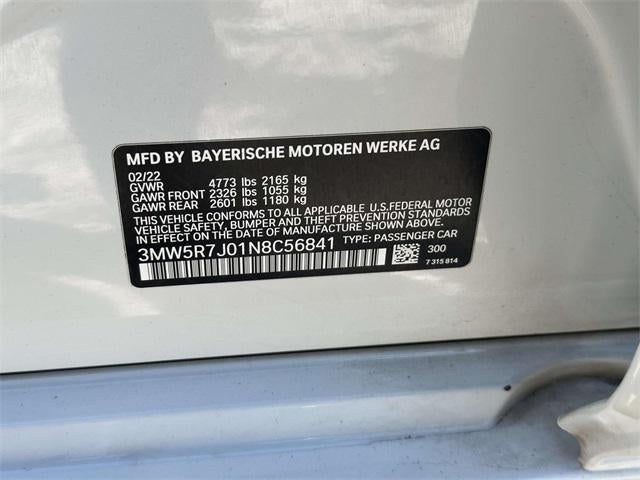 MFD BY BAYERISCHE MOTOREN WERKE AG
02/22
GVWR 4773 lbs 2165 kg
GAWR FRONT 2326 lbs 1055 kg
GAWR REAR 2601 lbs 1180 kg
THIS VEHICLE CONFORMS TO ALL APPLICABLE U.S.FEDERAL MOTOR
VEHICLE SAFETY, BUMPER AND THEFT PREVENTION STANDARDS
IN EFFECT ON THE DATE OF MANUFACTURE SHOWN ABOVE.
3MW5R7J01N8C56841 TYPE: PASSENGER CAR
300
7 315 814